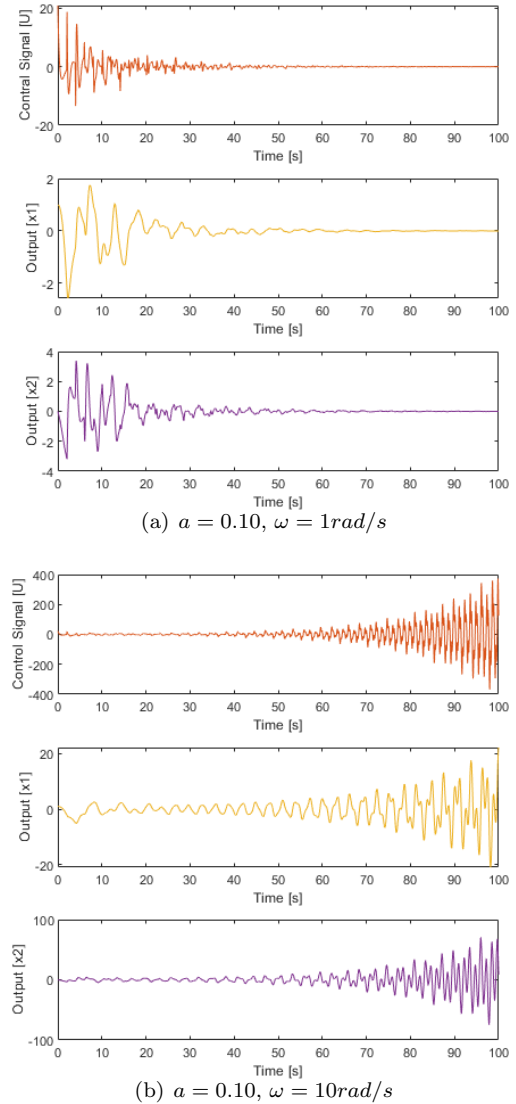 Contral Signal [U]
20
0
-20
0 10 20 30 40 50 60 70 80 90 100
Time [s]
Output [x1]
2
0
-2
0 10 20 30 40 50 60 70 80 90 100
Time [s]
Output [x2]
4
2
0
-2
-4
0 10 20 30 40 50 60 70 80 90 100
Time [s]
(a) a = 0.10, ω = 1rad/s
Control Signal [U]
400
200
0
-200
-400
0 10 20 30 40 50 60 70 80 90 100
Time [s]
Output [x1]
20
0
-20
0 10 20 30 40 50 60 70 80 90 100
Time [s]
Output [x2]
100
0
-100
0 10 20 30 40 50 60 70 80 90 100
Time [s]
(b) a = 0.10, ω = 10rad/s